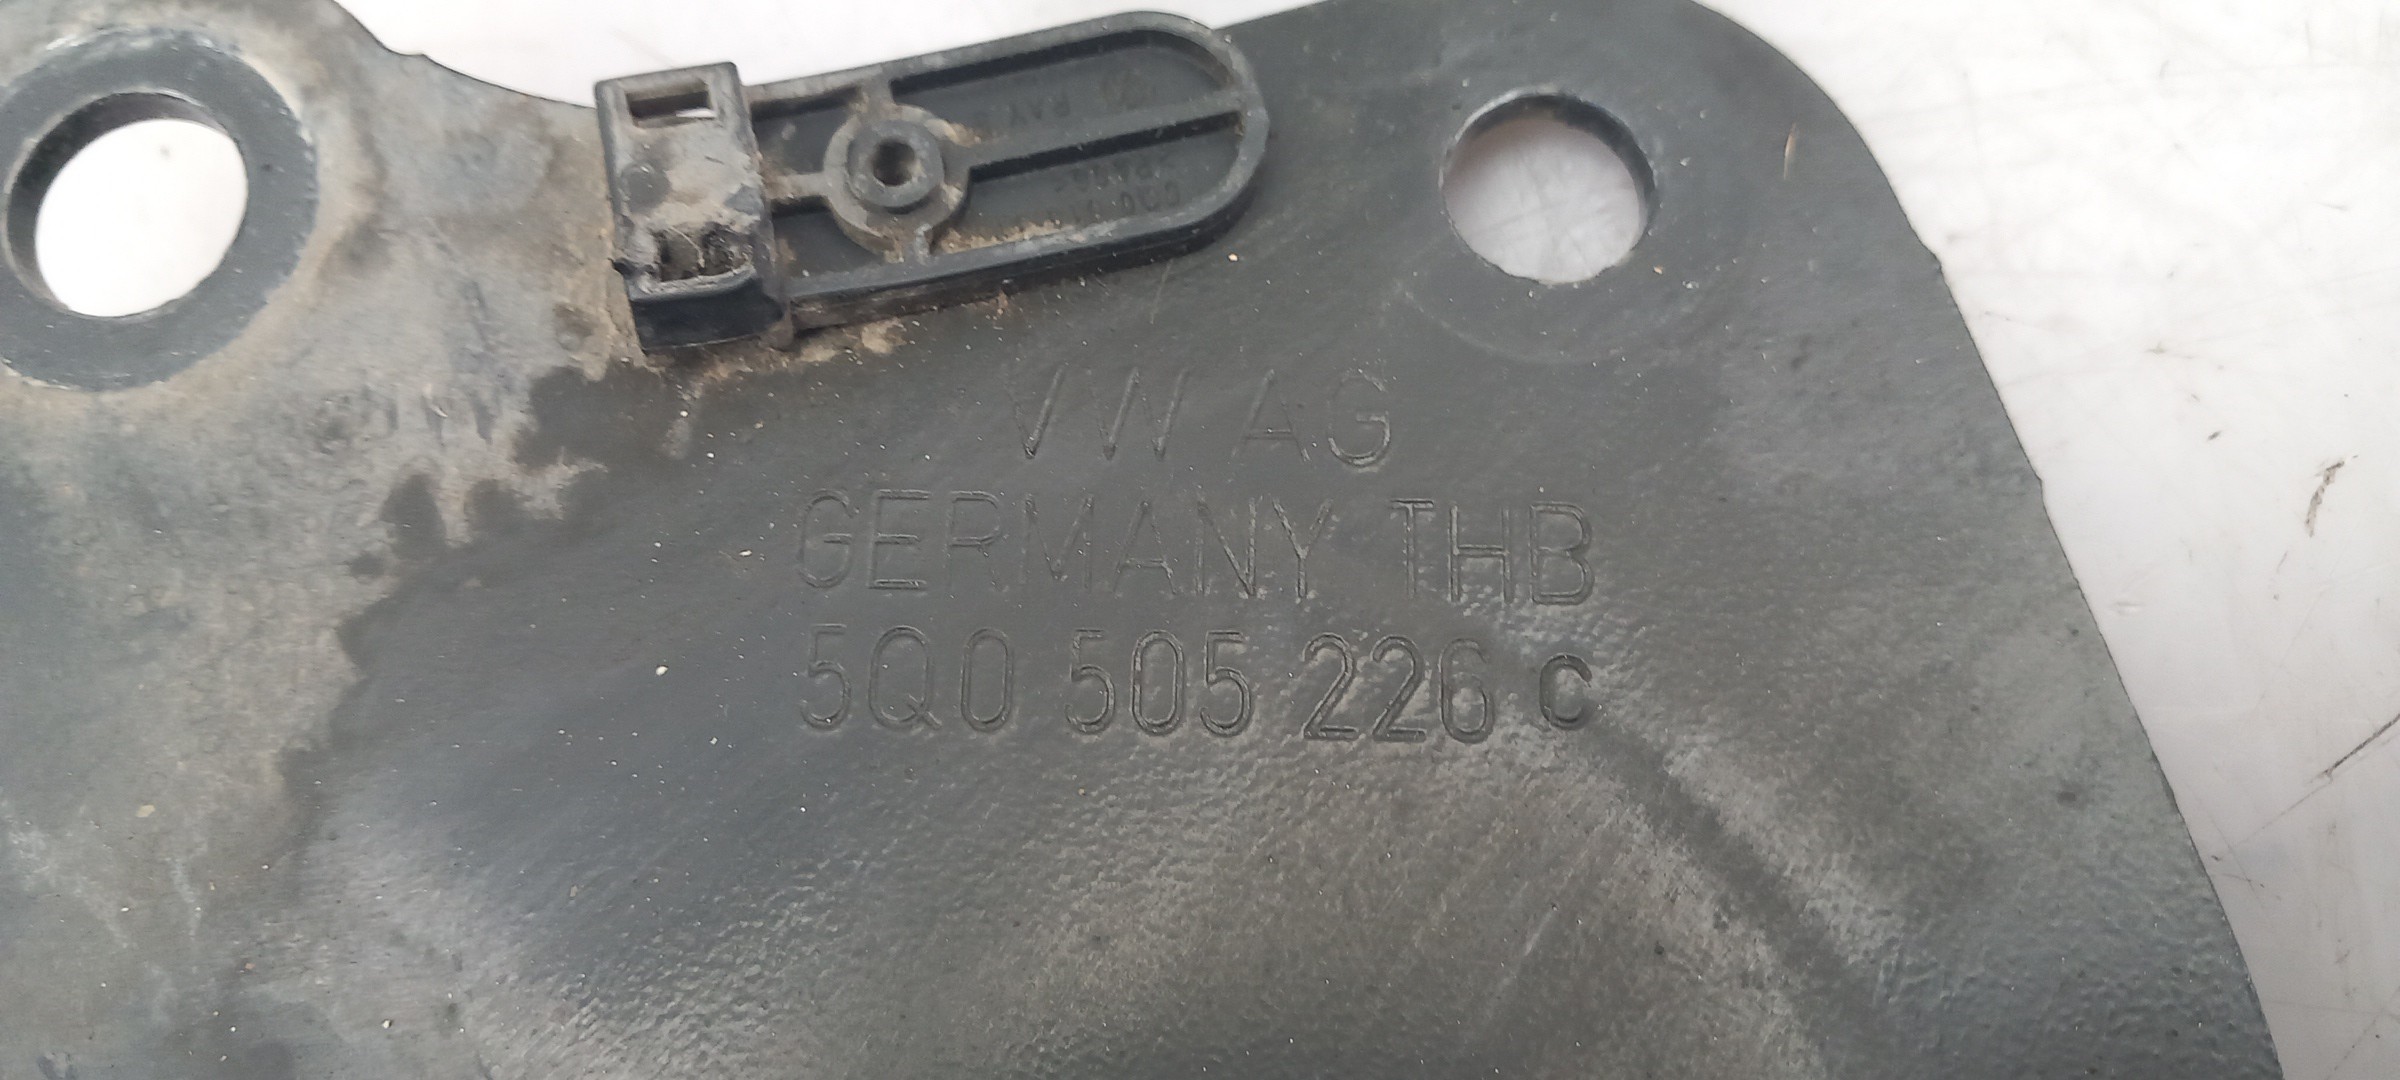 VW AG
GERMANY THB
5Q0 505 226 C